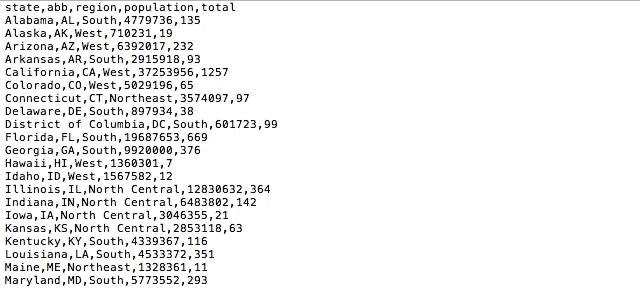 state,abb,region,population,total
Alabama,AL,South,4779736,135
Alaska,AK,West,710231,19
Arizona,AZ,West,6392017,232
Arkansas,AR,South,2915918,93
California,CA,West,37253956,1257
Colorado,CO,West,5029196,65
Connecticut,CT,Northeast,3574097,97
Delaware,DE,South,897934,38
District of Columbia,DC,South,601723,99
Florida,FL,South,19687653,669
Georgia,GA,South,9920000,376
Hawaii,HI,West,1360301,7
Idaho,ID,West,1567582,12
Illinois,IL,North Central,12830632,364
Indiana,IN,North Central,6483802,142
Iowa,IA,North Central,3046355,21
Kansas,KS,North Central,2853118,63
Kentucky,KY,South,4339367,116
Louisiana,LA,South,4533372,351
Maine,ME,Northeast,1328361,11
Maryland,MD,South,5773552,293